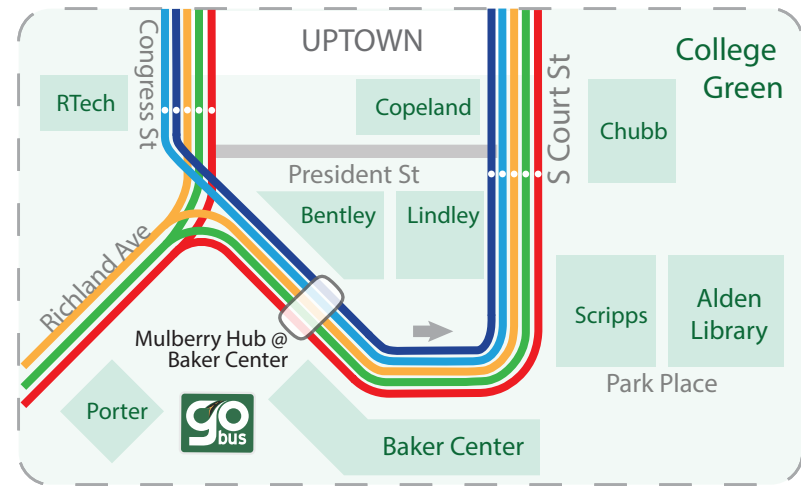 UPTOWN
College
Green
Congress St
S Court St
RTech
Copeland
Chubb
President St
Bentley
Lindley
Richland Ave
Mulberry Hub @
Baker Center
Scripps
Alden
Library
Park Place
Porter
go
bus
Baker Center